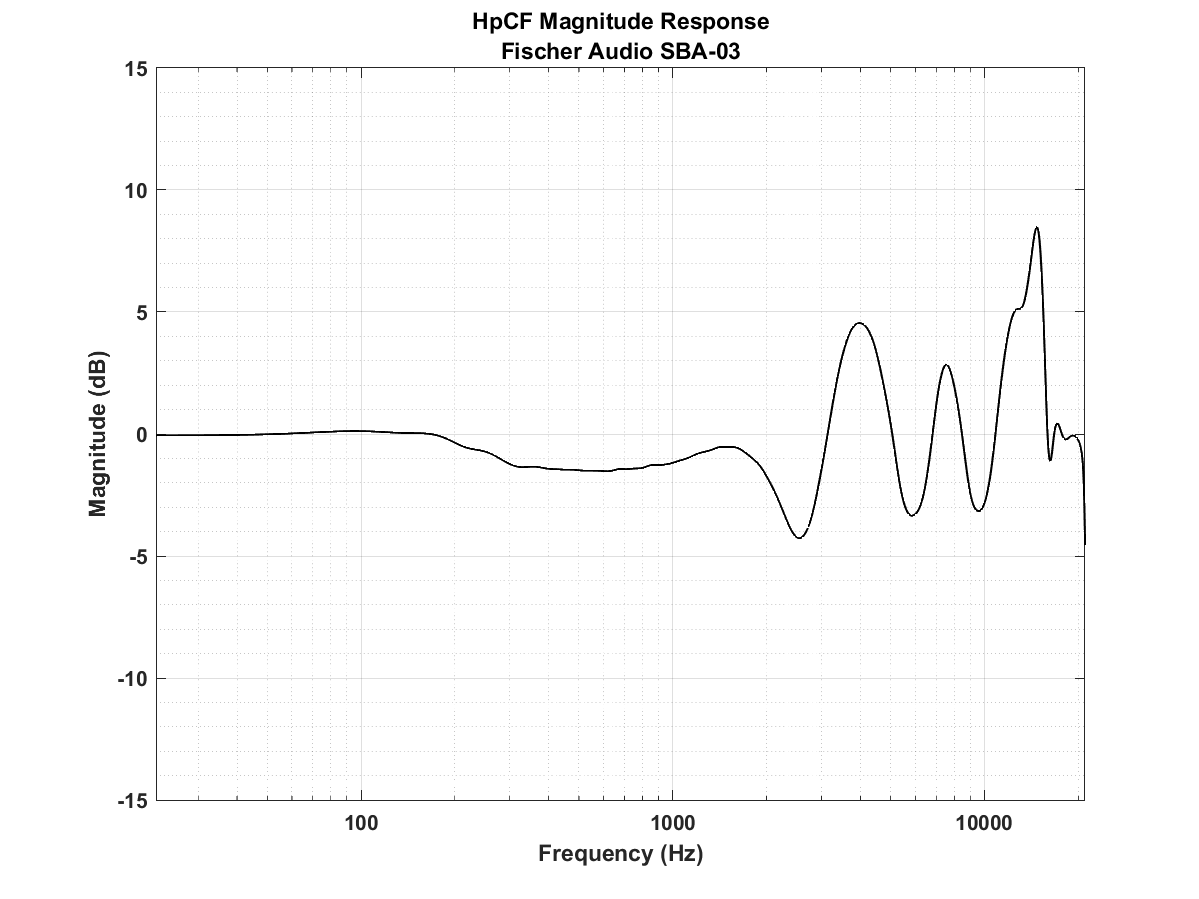 HpCF Magnitude Response
Fischer Audio SBA-03
15
10
5
0
-5
-10
-15
Magnitude (dB)
100
1000
10000
Frequency (Hz)